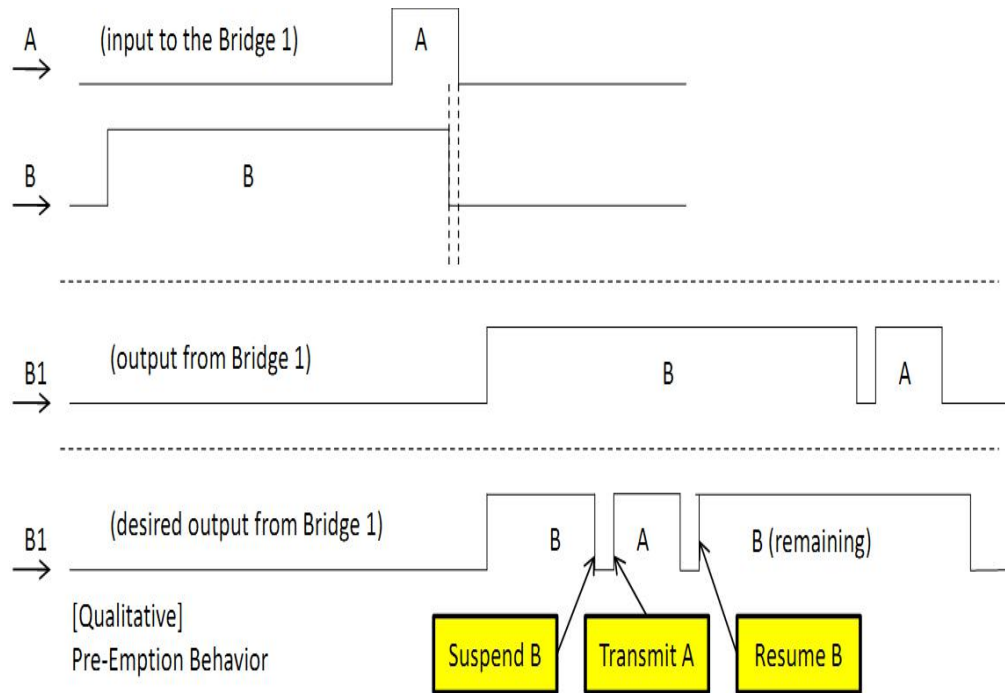 A (input to the Bridge 1) A
B B
(output from Bridge 1)
B1 B A
(desired output from Bridge 1)
B1 B A B (remaining)
[Qualitative]
Pre-Emption Behavior
Suspend B Transmit A Resume B